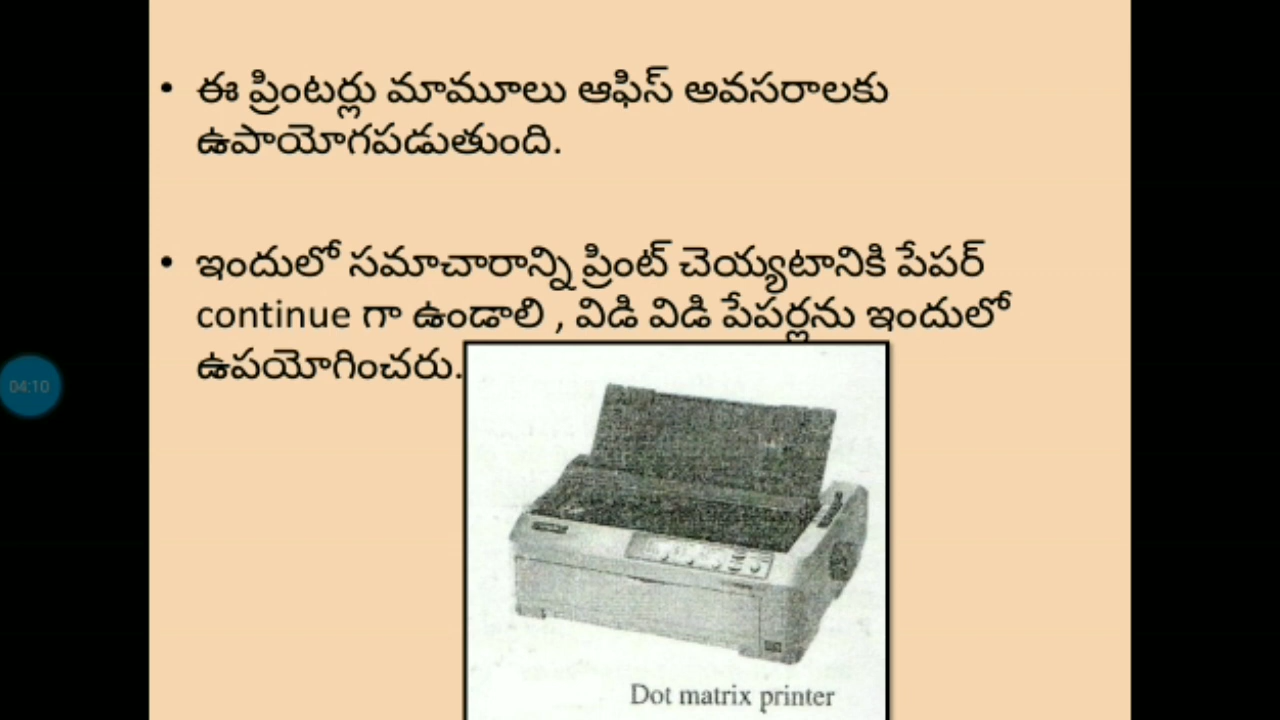 • ఈ ప్రింటర్లు మామూలు ఆఫిస్ అవసరాలకు
ఉపాయోగపడుతుంది.
• ఇందులో సమాచారాన్ని ప్రింట్ చెయ్యటానికి పేపర్
continue గా ఉండాలి , విడి విడి పేపర్లను ఇందులో
ఉపయోగించరు.
04:10
Dot matrix printer